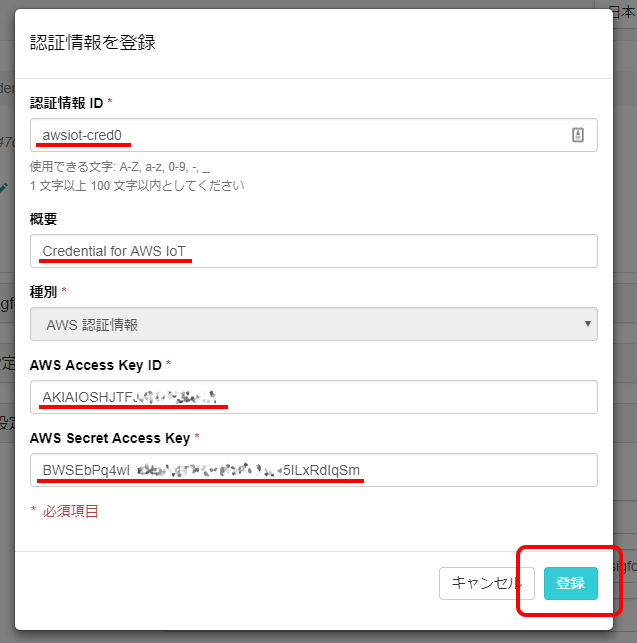 日本
認証情報を登録
認証情報 ID *
awsiot-cred0
使用できる文字: A-Z, a-z, 0-9, -, _
1 文字以上 100 文字以内としてください
概要
Credential for AWS IoT
種別 *
AWS 認証情報
AWS Access Key ID *
AKIAIOSHJTF
AWS Secret Access Key *
BWSEbPq4w 5ILxRdIqSm
* 必須項目
キャンセル 登録